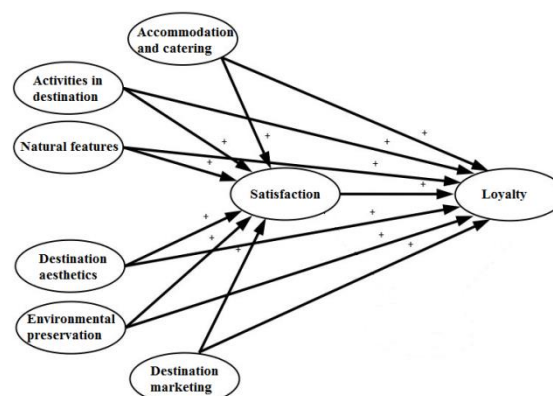 Accommodation
and catering
Activities in
destination
+
+
+
+
Natural features
+
+
+
Satisfaction
+
Loyalty
+
+
+
+
+
+
Destination
aesthetics
Environmental
preservation
Destination
marketing